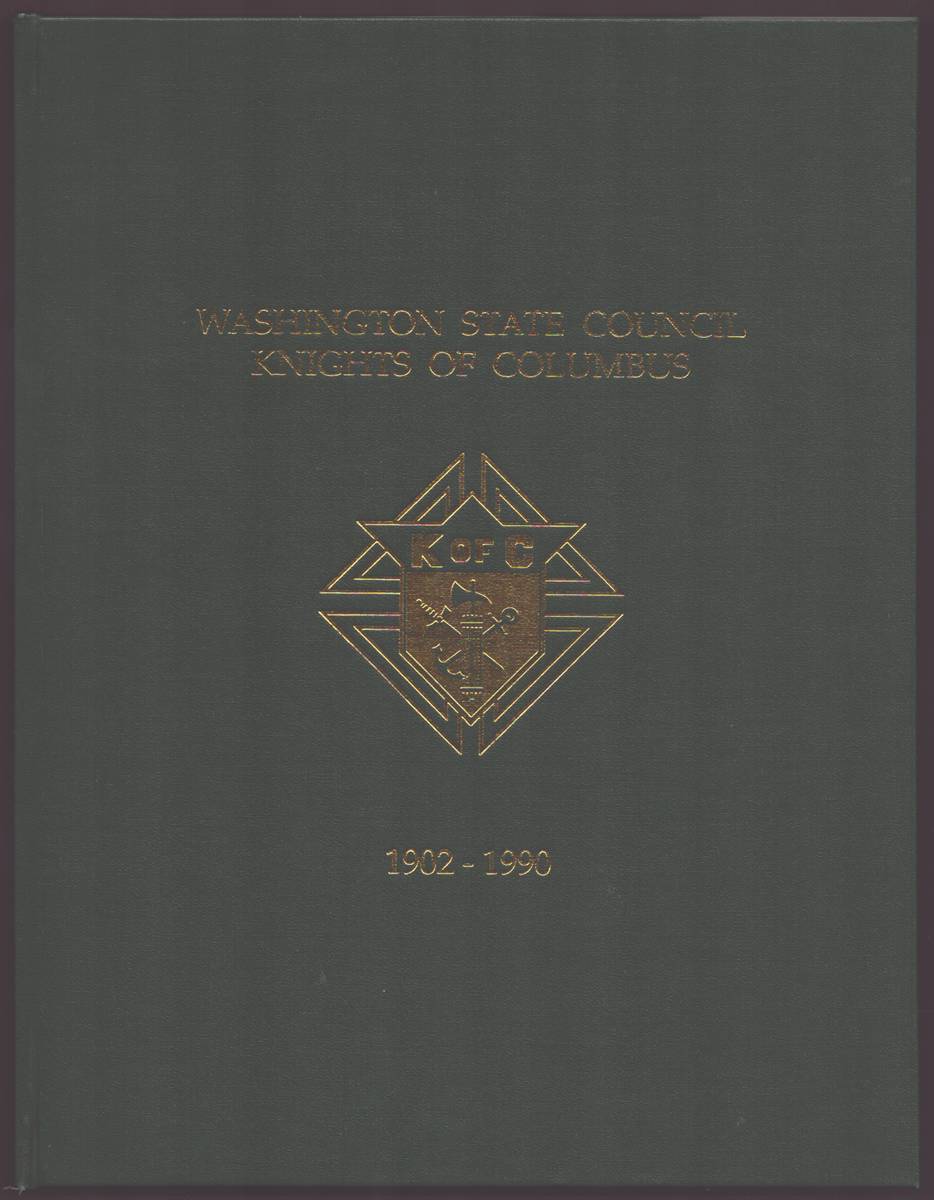 WASHINGTON STATE COUNCIL
KNIGHTS OF COLUMBUS
K OF C
1902 - 1990